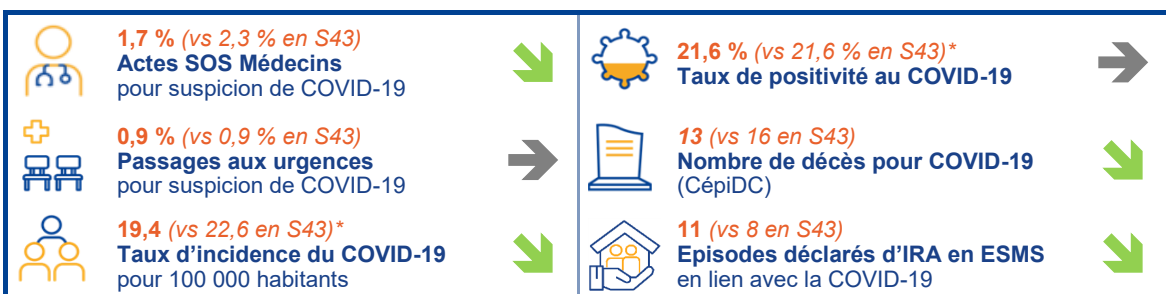 1,7 % (vs 2,3 % en S43)
Actes SOS Médecins
pour suspicion de COVID-19
0,9 % (vs 0,9 % en S43)
Passages aux urgences
pour suspicion de COVID-19
19,4 (vs 22,6 en S43)*
Taux d'incidence du COVID-19
pour 100 000 habitants
21,6 % (vs 21,6 % en S43)*
Taux de positivité au COVID-19
13 (vs 16 en S43)
Nombre de décès pour COVID-19
(CépiDC)
11 (vs 8 en S43)
Episodes déclarés d'IRA en ESMS
en lien avec la COVID-19